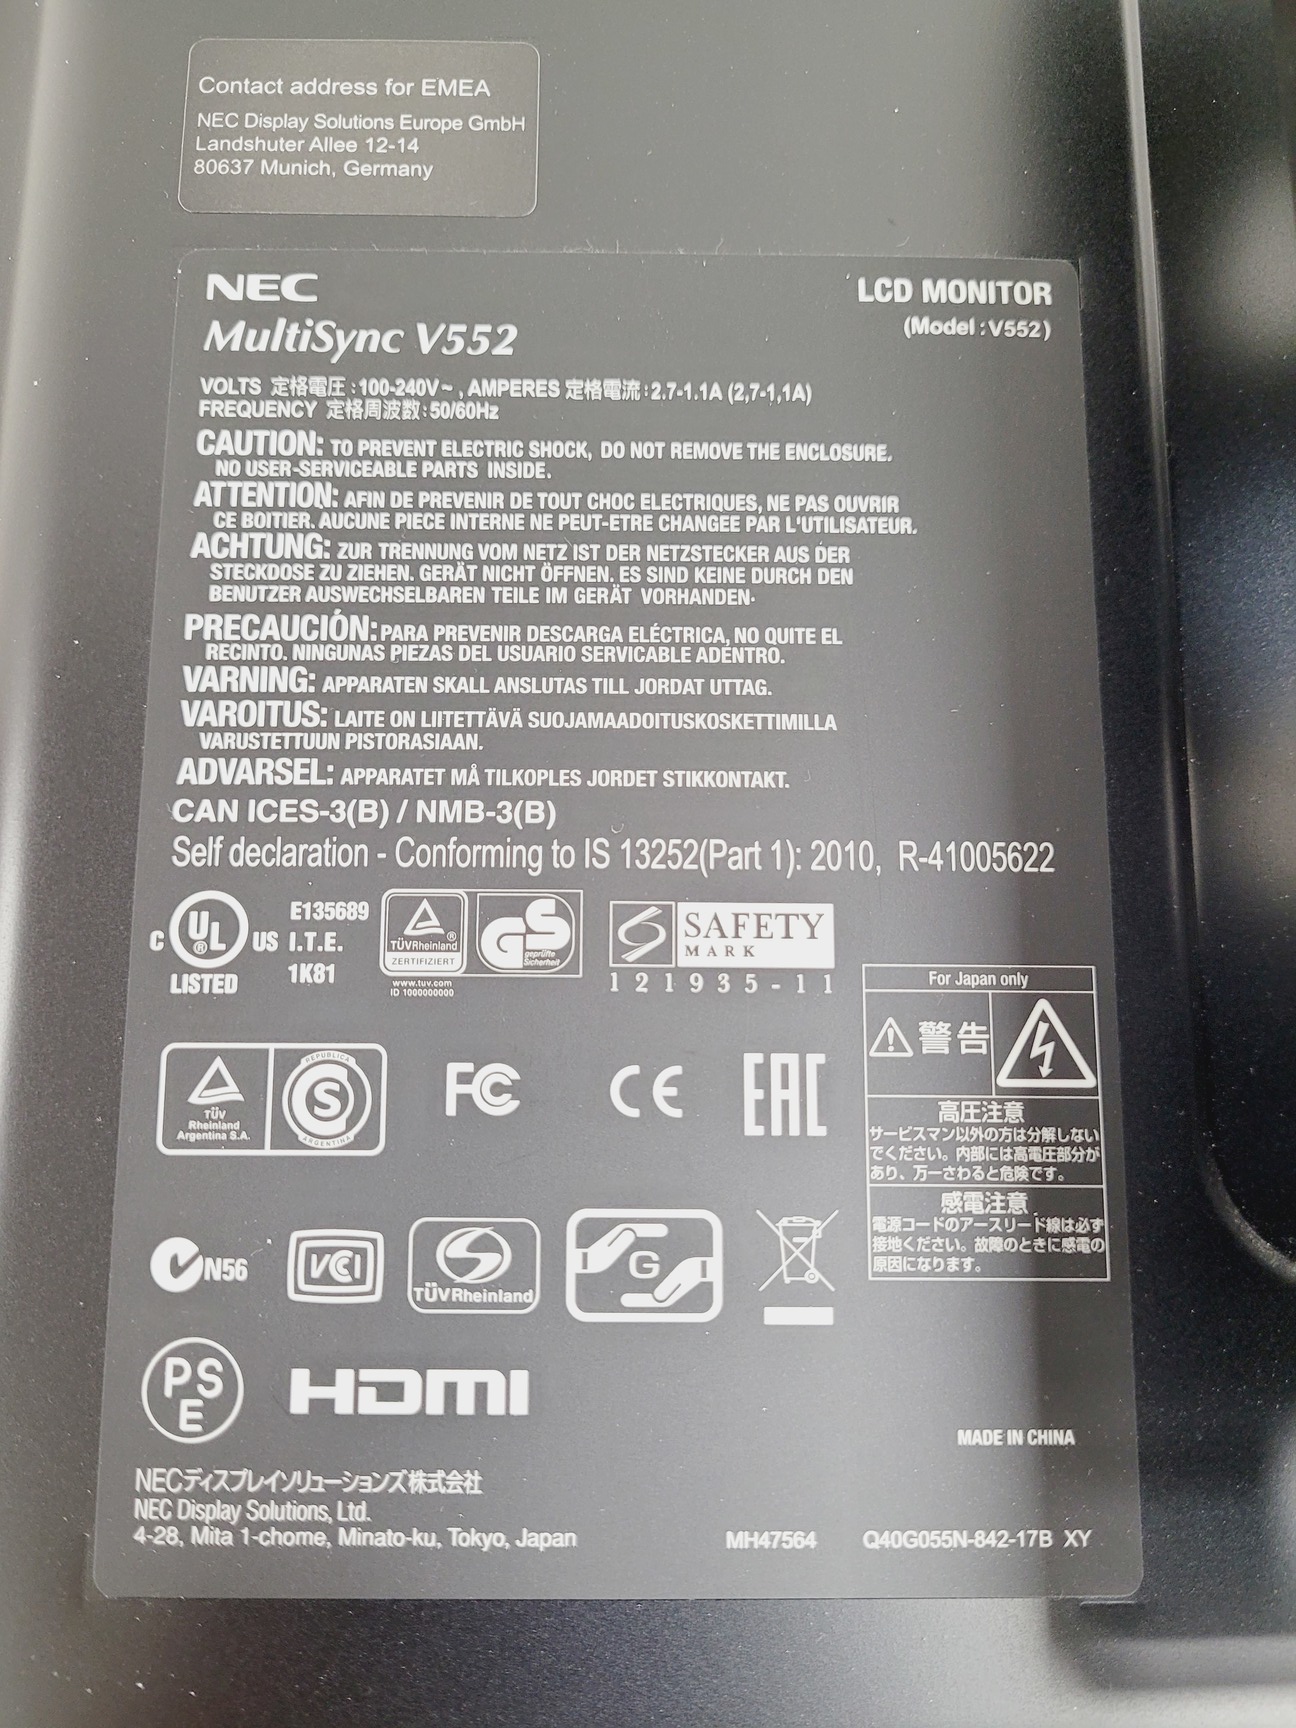 Contact address for EMEA
NEC Display Solutions Europe GmbH
Landshuter Allee 12-14
80637 Munich, Germany
NEC
LCD MONITOR
MultiSync V552
(Model : V552)
VOLTS 定格電圧 : 100-240V~ , AMPERES 定格電流 : 2.7-1.1A (2,7-1,1A)
FREQUENCY 定格周波数 : 50/60Hz
CAUTION: TO PREVENT ELECTRIC SHOCK, DO NOT REMOVE THE ENCLOSURE.
NO USER-SERVICEABLE PARTS INSIDE.
ATTENTION: AFIN DE PREVENIR DE TOUT CHOC ELECTRIQUES, NE PAS OUVRIR
CE BOITIER. AUCUNE PIECE INTERNE NE PEUT-ETRE CHANGEE PAR L'UTILISATEUR.
ACHTUNG: ZUR TRENNUNG VOM NETZ IST DER NETZSTECKER AUS DER
STECKDOSE ZU ZIEHEN. GERÄT NICHT ÖFFNEN. ES SIND KEINE DURCH DEN
BENUTZER AUSWECHSELBAREN TEILE IM GERÄT VORHANDEN.
PRECAUCIÓN: PARA PREVENIR DESCARGA ELÉCTRICA, NO QUITE EL
RECINTO. NINGUNAS PIEZAS DEL USUARIO SERVICABLE ADENTRO.
VARNING: APPARATEN SKALL ANSLUTAS TILL JORDAT UTTAG.
VAROITUS: LAITE ON LIITETTÄVÄ SUOJAMAADOITUSKOSKETTIMILLA
VARUSTETTUUN PISTORASIAAN.
ADVARSEL: APPARATET MÅ TILKOPLES JORDET STIKKONTAKT.
CAN ICES-3(B) / NMB-3(B)
Self declaration - Conforming to IS 13252(Part 1): 2010, R-41005622
C UL ® US
LISTED
E135689
I.T.E.
1K81
TÜVRheinland ®
ZERTIFIZIERT
www.tuv.com
ID 1000000000
GS
geprüfte
Sicherheit
SAFETY
MARK
121935-11
For Japan only
警告
高圧注意
サービスマン以外の方は分解しない
でください。内部には高電圧部分が
あり、万一さわると危険です。
感電注意
電源コードのアースリード線は必ず
接地ください。故障のときに感電の
原因になります。
TÜV
Rheinland
Argentina S.A.
REPUBLICA
S
ARGENTINA
FC
CE
EAC
N56
VCCI
TÜVRheinland
G
PS
E
HDMI
MADE IN CHINA
NECディスプレイソリューションズ株式会社
NEC Display Solutions, Ltd.
4-28, Mita 1-chome, Minato-ku, Tokyo, Japan
MH47564
Q40G055N-842-17B XY